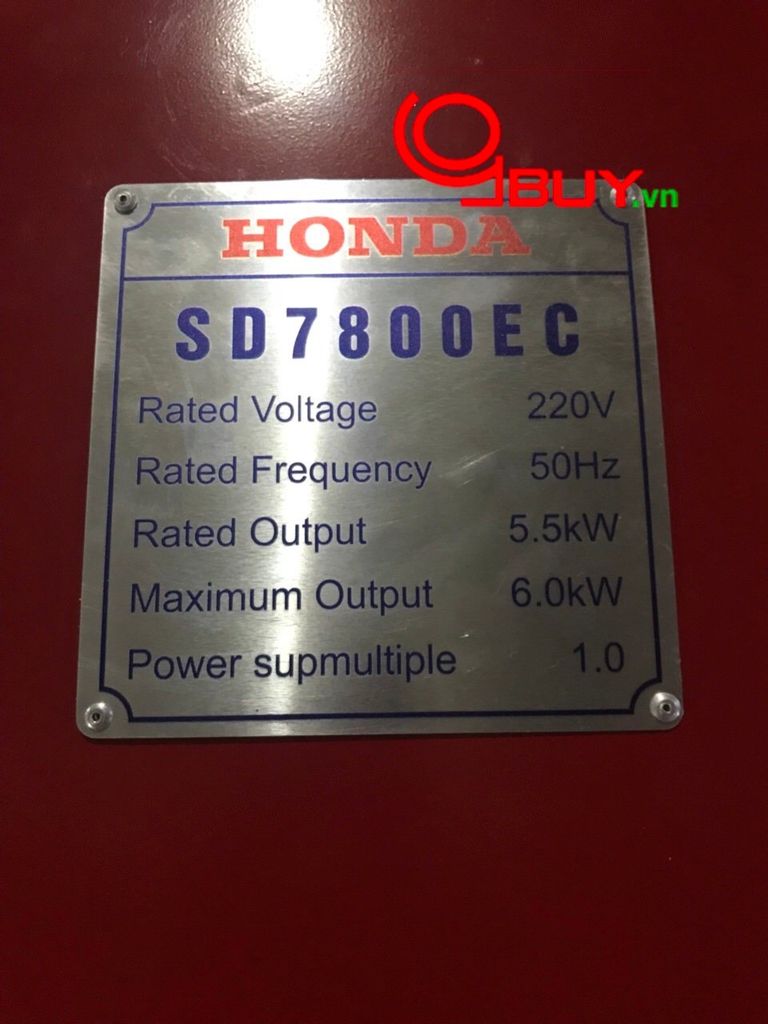 9BUY.vn
HONDA
SD7800EC
Rated Voltage 220V
Rated Frequency 50Hz
Rated Output 5.5kW
Maximum Output 6.0kW
Power supmultiple 1.0